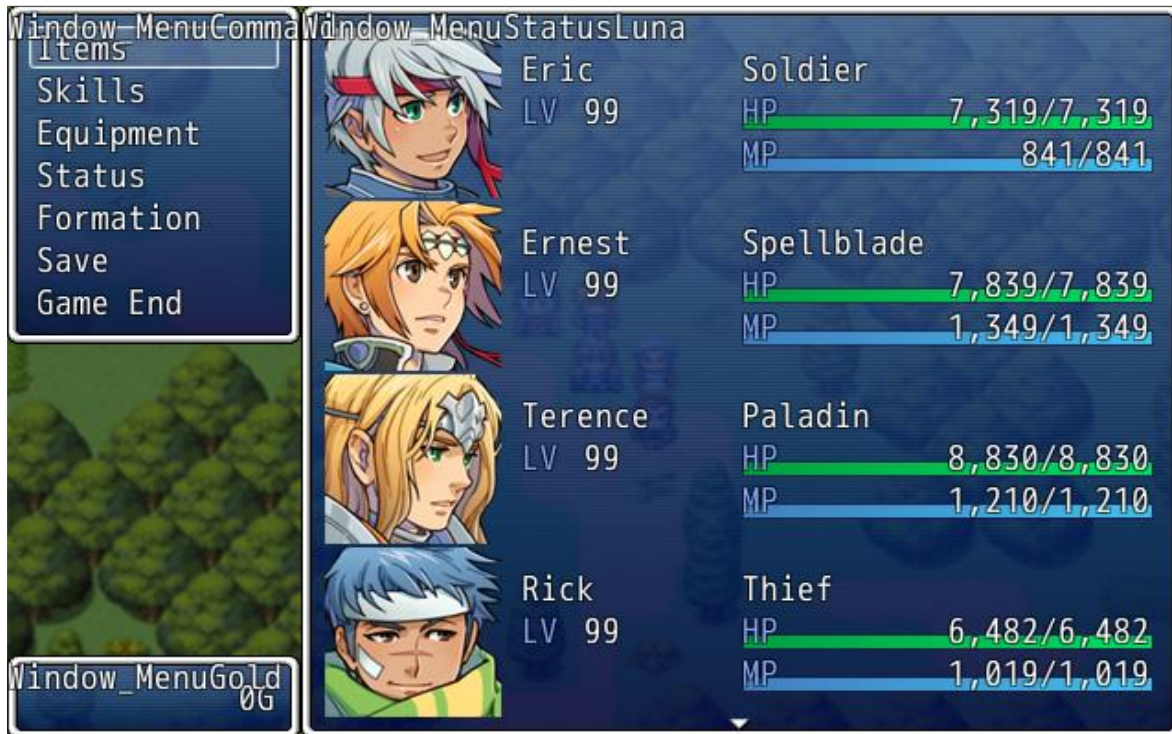 Window_MenuComma
Items
Skills
Equipment
Status
Formation
Save
Game End
Window_MenuStatusLuna
Eric Soldier
LV 99 HP 7,319/7,319
MP 841/841
Ernest Spellblade
LV 99 HP 7,839/7,839
MP 1,349/1,349
Terence Paladin
LV 99 HP 8,830/8,830
MP 1,210/1,210
Rick Thief
LV 99 HP 6,482/6,482
MP 1,019/1,019
Window_MenuGold
0G